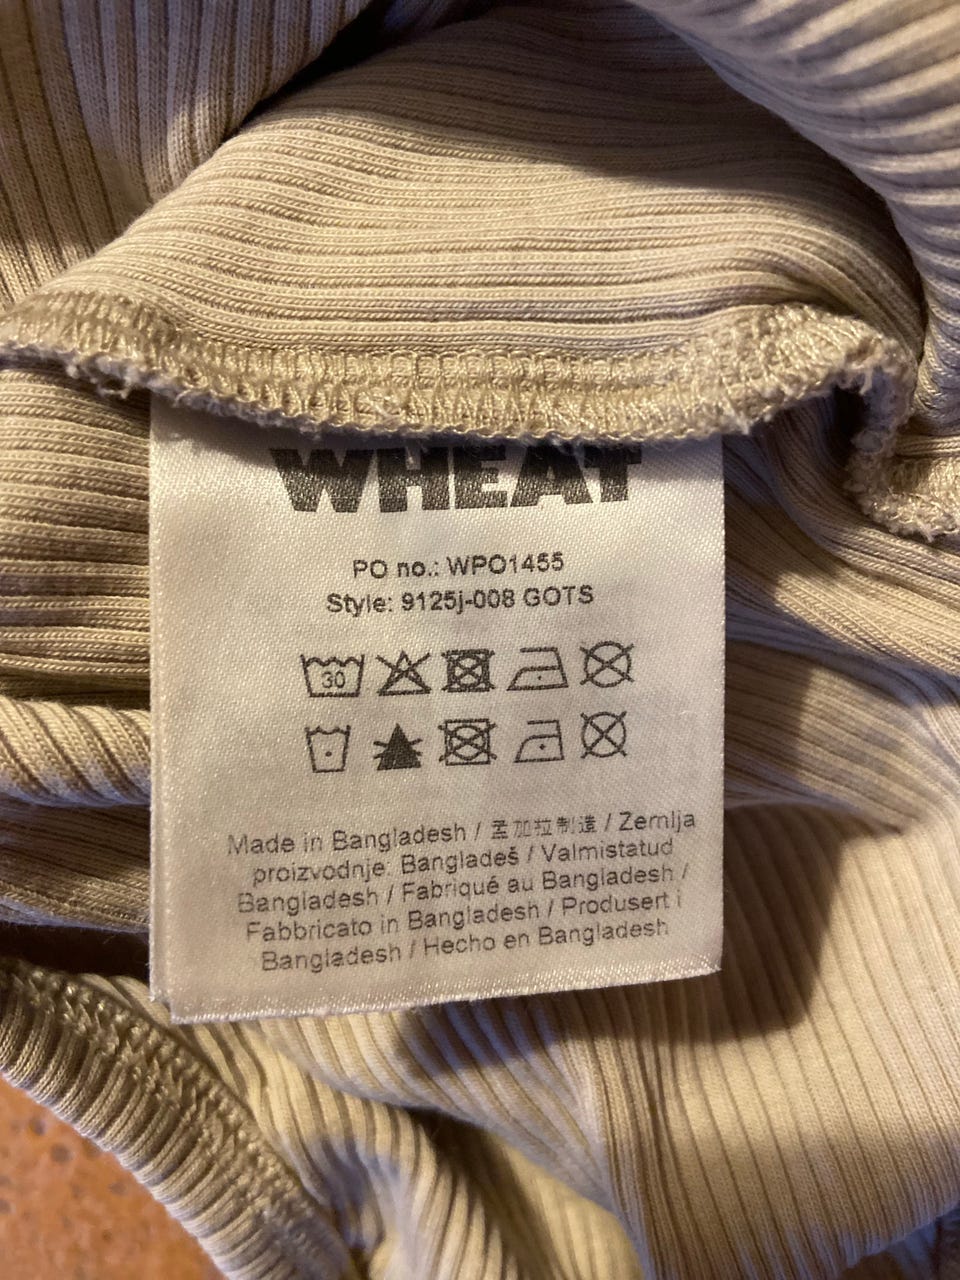 WHEAT
PO no.: WPO1455
Style: 9125j-008 GOTS
30
Made in Bangladesh / 孟加拉制造 / Zemlja
proizvodnje: Bangladeš / Valmistatud
Bangladesh / Fabriqué au Bangladesh /
Fabbricato in Bangladesh / Produsert i
Bangladesh / Hecho en Bangladesh